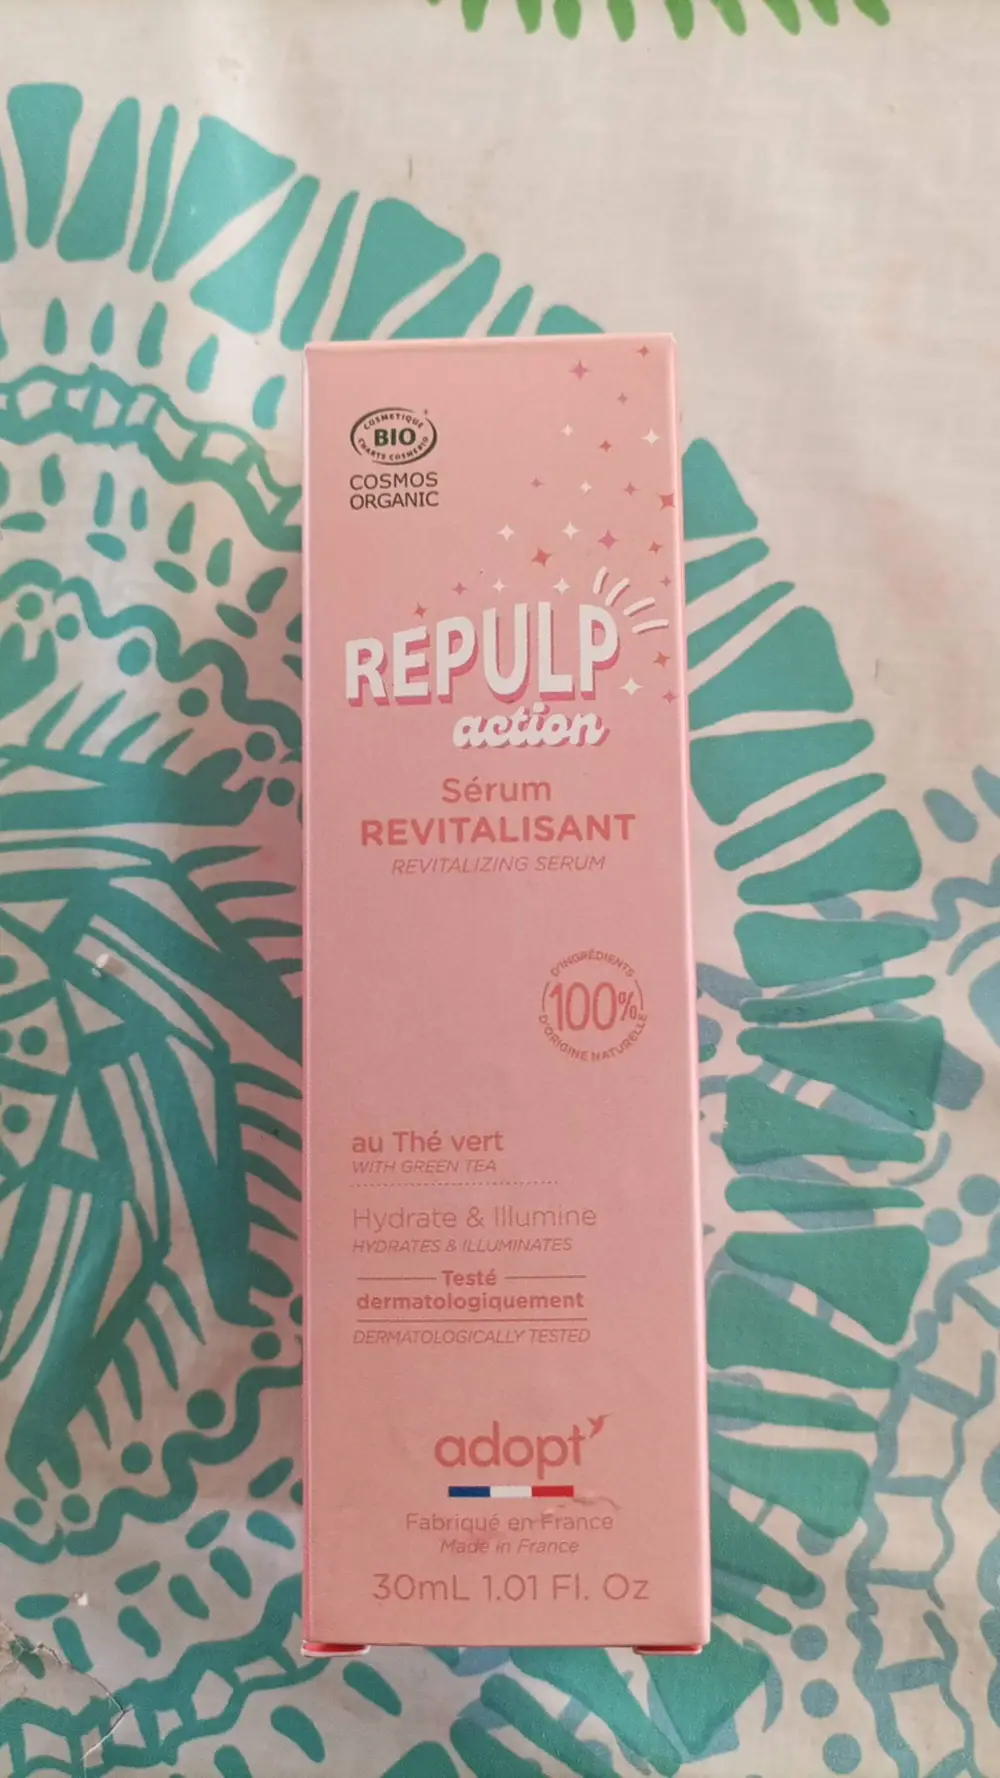 COSMETIQUE
BIO
CHARTE COSMEBIO
COSMOS
ORGANIC
REPULP
action
Sérum
REVITALISANT
REVITALIZING SERUM
D'INGRÉDIENTS
100%
D'ORIGINE NATURELLE
au Thé vert
WITH GREEN TEA
Hydrate & Illumine
HYDRATES & ILLUMINATES
Testé
dermatologiquement
DERMATOLOGICALLY TESTED
adopt'
Fabriqué en France
Made in France
30mL 1.01 Fl. Oz